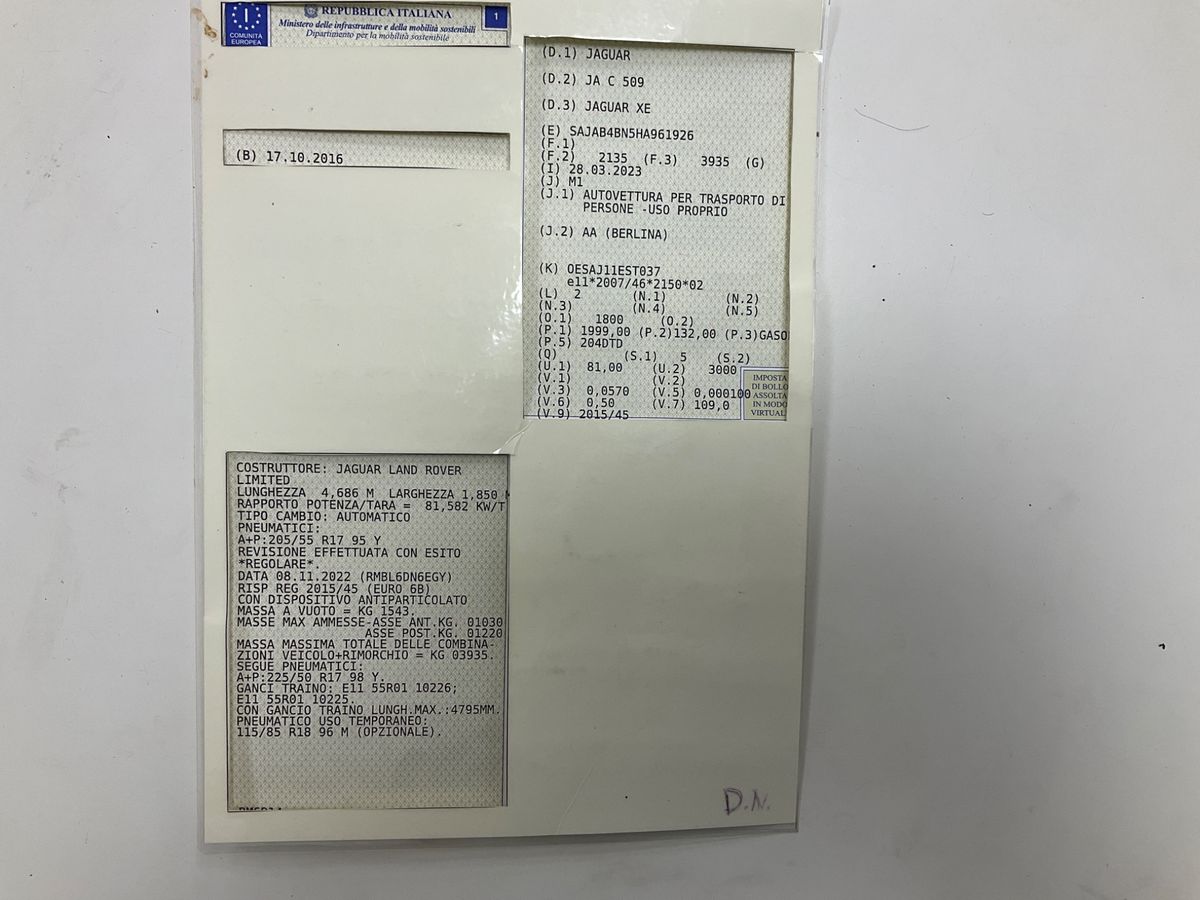 I
COMUNITÀ
EUROPEA
REPUBBLICA ITALIANA
Ministero delle infrastrutture e della mobilità sostenibili
Dipartimento per la mobilità sostenibile
1
(B) 17.10.2016
(D.1) JAGUAR
(D.2) JA C 509
(D.3) JAGUAR XE
(E) SAJAB4BN5HA961926
(F.1)
(F.2) 2135 (F.3) 3935 (G)
(I) 28.03.2023
(J) M1
(J.1) AUTOVETTURA PER TRASPORTO DI
PERSONE -USO PROPRIO
(J.2) AA (BERLINA)
(K) OESAJ11EST037
e11*2007/46*2150*02
(L) 2 (N.1) (N.2)
(N.3) (N.4) (N.5)
(O.1) 1800 (O.2)
(P.1) 1999,00 (P.2)132,00 (P.3)GASO
(P.5) 204DTD
(Q) (S.1) 5 (S.2)
(U.1) 81,00 (U.2) 3000
(V.1) (V.2)
(V.3) 0,0570 (V.5) 0,000100
(V.6) 0,50 (V.7) 109,0
(V.9) 2015/45
IMPOSTA
DI BOLLO
ASSOLTA
IN MODO
VIRTUAL
COSTRUTTORE: JAGUAR LAND ROVER
LIMITED
LUNGHEZZA 4,686 M LARGHEZZA 1,850 M
RAPPORTO POTENZA/TARA = 81,582 KW/T
TIPO CAMBIO: AUTOMATICO
PNEUMATICI:
A+P:205/55 R17 95 Y
REVISIONE EFFETTUATA CON ESITO
*REGOLARE*.
DATA 08.11.2022 (RMBL6DN6EGY)
RISP REG 2015/45 (EURO 6B)
CON DISPOSITIVO ANTIPARTICOLATO
MASSA A VUOTO = KG 1543.
MASSE MAX AMMESSE-ASSE ANT.KG. 01030
ASSE POST.KG. 01220
MASSA MASSIMA TOTALE DELLE COMBINA-
ZIONI VEICOLO+RIMORCHIO = KG 03935.
SEGUE PNEUMATICI:
A+P:225/50 R17 98 Y.
GANCI TRAINO: E11 55R01 10226;
E11 55R01 10225.
CON GANCIO TRAINO LUNGH.MAX.:4795MM.
PNEUMATICO USO TEMPORANEO:
115/85 R18 96 M (OPZIONALE).
D.N.